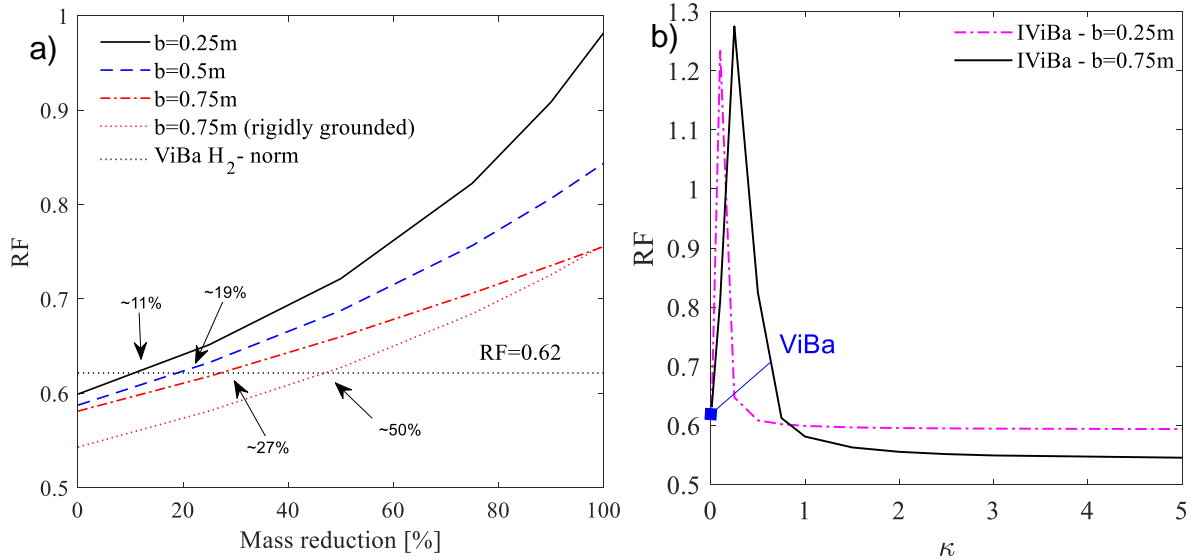 a)
b=0.25m
b=0.5m
b=0.75m
b=0.75m (rigidly grounded)
ViBa H2- norm
~11%
~19%
~27%
~50%
RF=0.62
RF
1
0.9
0.8
0.7
0.6
0.5
0
20
40
60
80
100
Mass reduction [%]
b)
IViBa - b=0.25m
IViBa - b=0.75m
ViBa
RF
1.3
1.2
1.1
1
0.9
0.8
0.7
0.6
0.5
0
1
2
3
4
5
κ